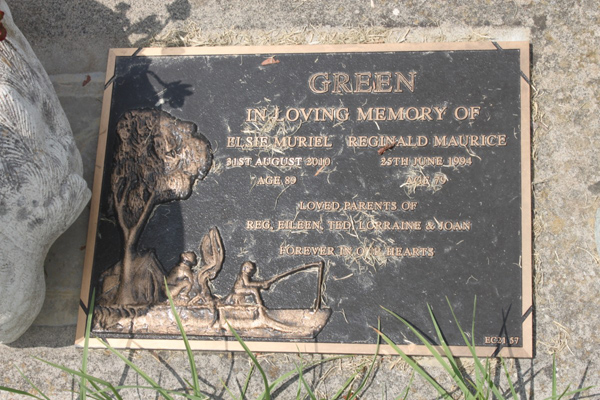 GREEN
IN LOVING MEMORY OF
ELSIE MURIEL REGINALD MAURICE
31ST AUGUST 2010 25TH JUNE 1994
AGE 89 AGE
LOVED PARENTS OF
REG, EILEEN, TED, LORRAINE & JOAN
FOREVER IN OUR HEARTS